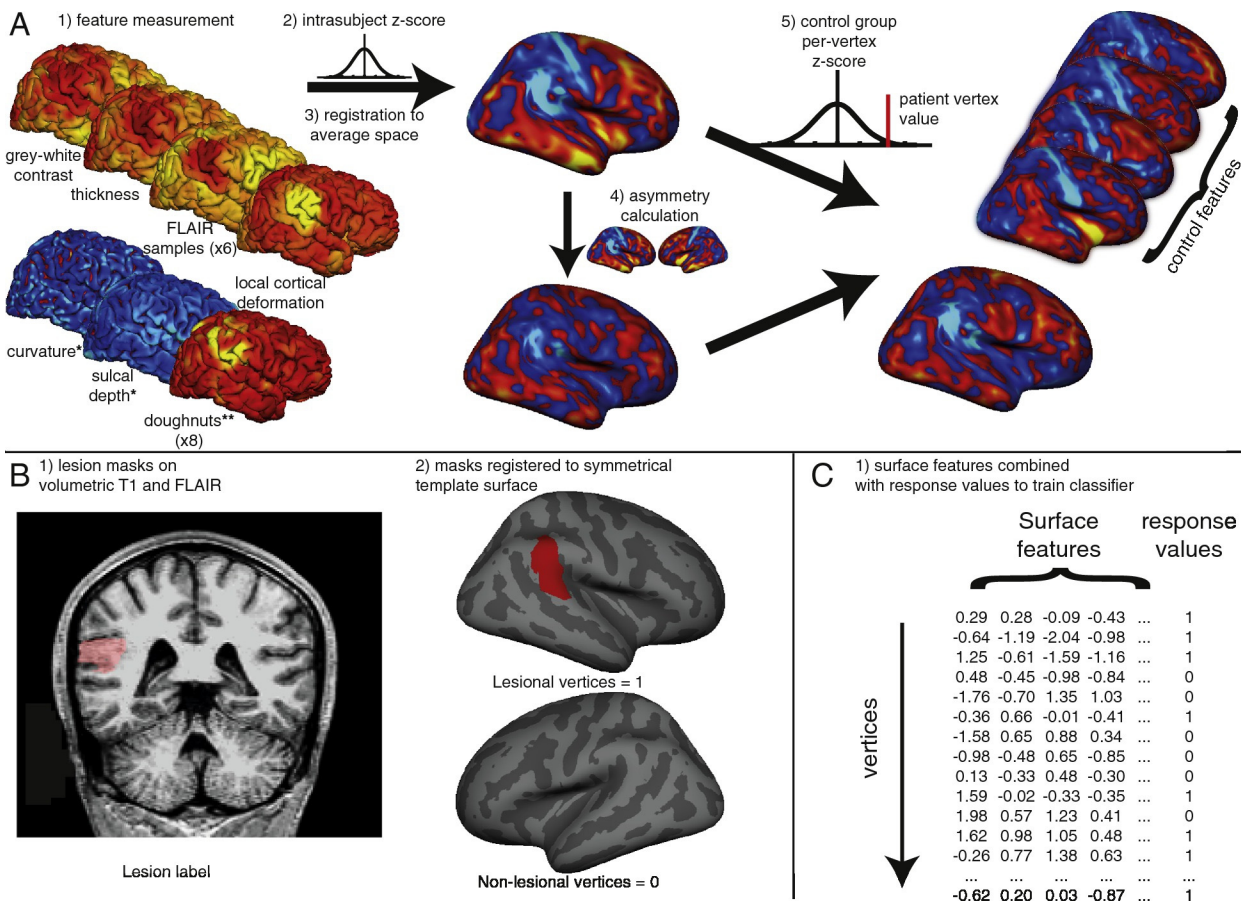 A
1) feature measurement
grey-white
contrast
thickness
FLAIR
samples (x6)
local cortical
deformation
curvature*
sulcal
depth*
doughnuts**
(x8)
2) intrasubject z-score
3) registration to
average space
4) asymmetry
calculation
5) control group
per-vertex
z-score
patient vertex
value
control features
B
1) lesion masks on
volumetric T1 and FLAIR
Lesion label
2) masks registered to symmetrical
template surface
Lesional vertices = 1
Non-lesional vertices = 0
C
1) surface features combined
with response values to train classifier
Surface
features
response
values
vertices
0.29 0.28 -0.09 -0.43 ... 1
-0.64 -1.19 -2.04 -0.98 ... 1
1.25 -0.61 -1.59 -1.16 ... 1
0.48 -0.45 -0.98 -0.84 ... 0
-1.76 -0.70 1.35 1.03 ... 0
-0.36 0.66 -0.01 -0.41 ... 1
-1.58 0.65 0.88 0.34 ... 0
-0.98 -0.48 0.65 -0.85 ... 0
0.13 -0.33 0.48 -0.30 ... 0
1.59 -0.02 -0.33 -0.35 ... 1
1.98 0.57 1.23 0.41 ... 0
1.62 0.98 1.05 0.48 ... 1
-0.26 0.77 1.38 0.63 ... 1
... ... ... ... ... ...
-0.62 0.20 0.03 -0.87 ... 1